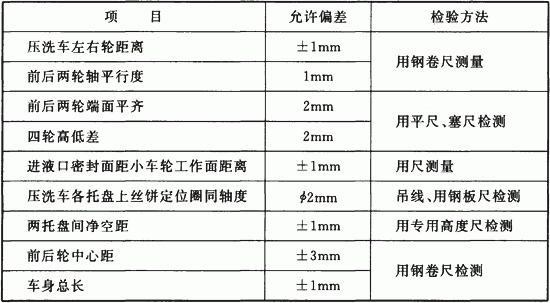 项 目 允许偏差 检验方法
压洗车左右轮距离 ±1mm 用钢卷尺测量
前后两轮轴平行度 1mm
前后两轮端面平齐 2mm 用平尺、塞尺检测
四轮高低差 2mm
进液口密封面距小车轮工作面距离 ±1mm 用尺测量
压洗车各托盘上丝饼定位圈同轴度 ϕ2mm 吊线、用钢板尺检测
两托盘间净空距 ±1mm 用专用高度尺检测
前后轮中心距 ±3mm 用钢卷尺检测
车身总长 ±1mm